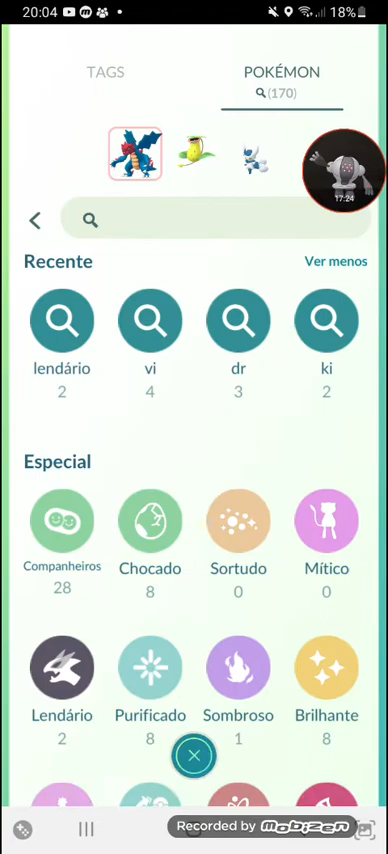 20:04 18%
TAGS POKÉMON
(170)
17:24
Recente Ver menos
lendário vi dr ki
2 4 3 2
Especial
Companheiros Chocado Sortudo Mítico
28 8 0 0
Lendário Purificado Sombroso Brilhante
2 8 1 8
Recorded by MOBIZEN